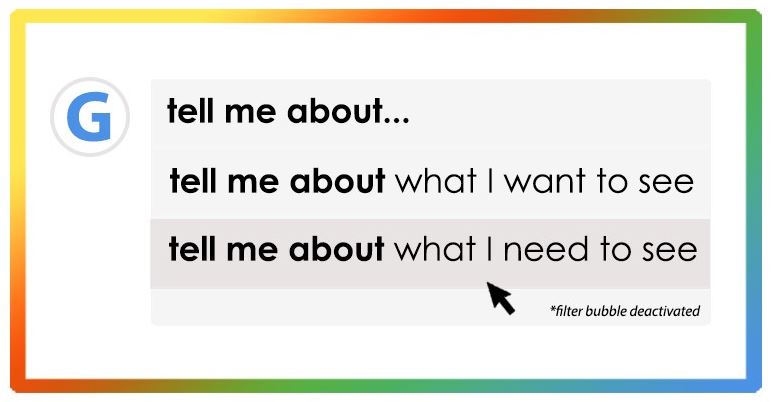 G
tell me about...
tell me about what I want to see
tell me about what I need to see
*filter bubble deactivated